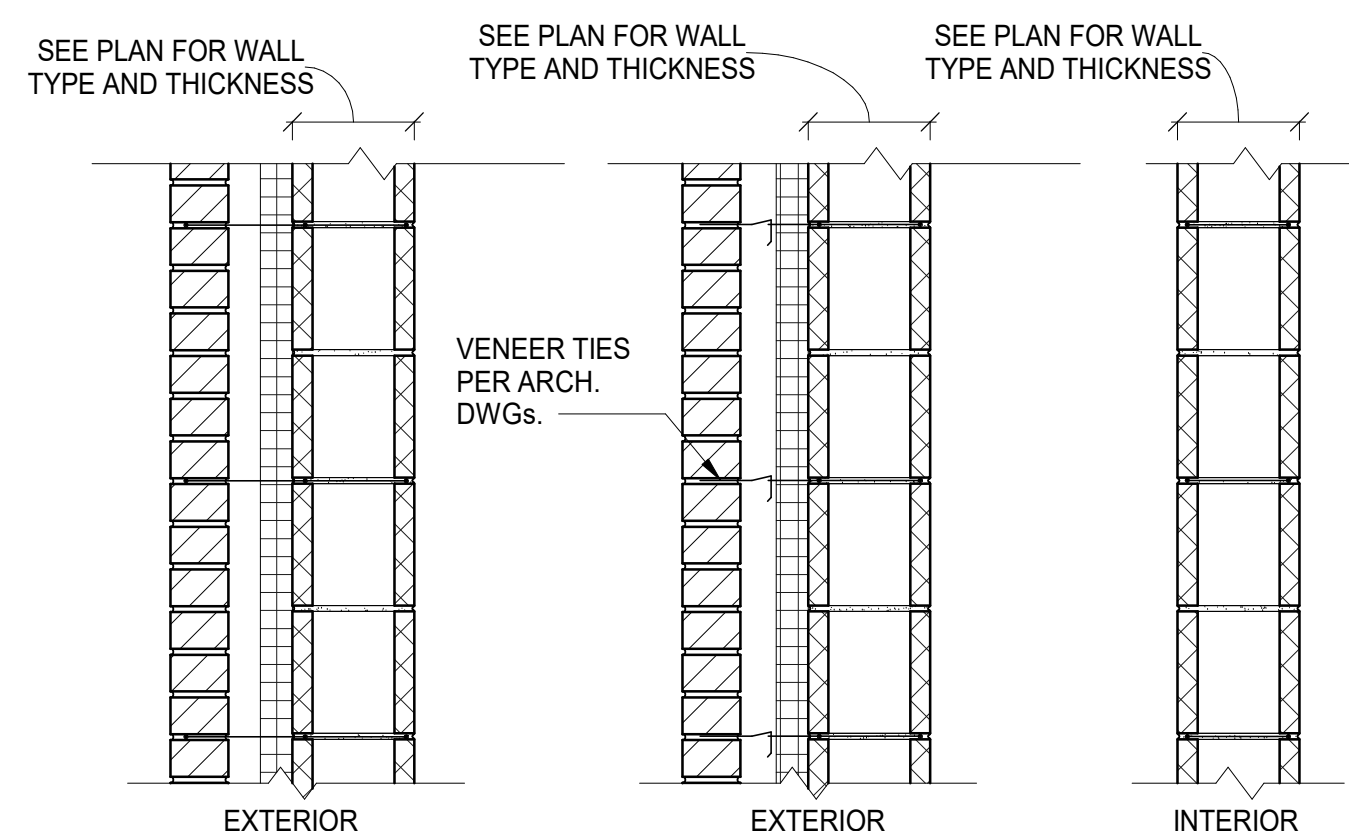 SEE PLAN FOR WALL
TYPE AND THICKNESS
SEE PLAN FOR WALL
TYPE AND THICKNESS
SEE PLAN FOR WALL
TYPE AND THICKNESS
VENEER TIES
PER ARCH.
DWGs.
EXTERIOR
EXTERIOR
INTERIOR